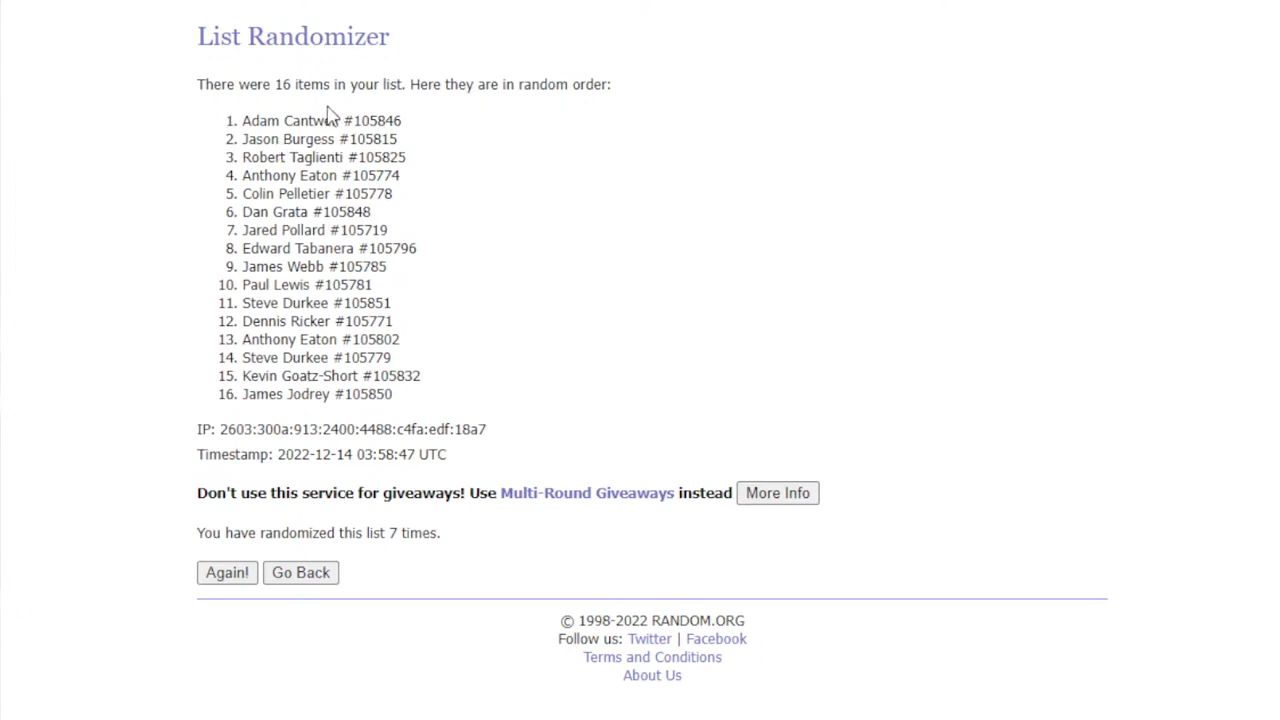 List Randomizer
There were 16 items in your list. Here they are in random order:
1. Adam #105846
2. Jason Burgess #105815
3. Robert Taglienti #105825
4. Anthony Eaton #105774
5. Colin Pelletier #105778
6. Dan Grata #105848
7. Jared Pollard #105719
8. Edward Tabanera #105796
9. James Webb #105785
10. Paul Lewis #105781
11. Steve Durkee #105851
12. Dennis Ricker #105771
13. Anthony Eaton #105802
14. Steve Durkee #105779
15. Kevin Goatz-Short #105832
16. James Jodrey #105850
IP: 2603:300a:913:2400:4488:c4fa:edf:18a7
Timestamp: 2022-12-14 03:58:47 UTC
Don't use this service for giveaways! Use Multi-Round Giveaways instead More Info
You have randomized this list 7 times.
Again! Go Back
© 1998-2022 RANDOM.ORG
Follow us: Twitter | Facebook
Terms and Conditions
About Us